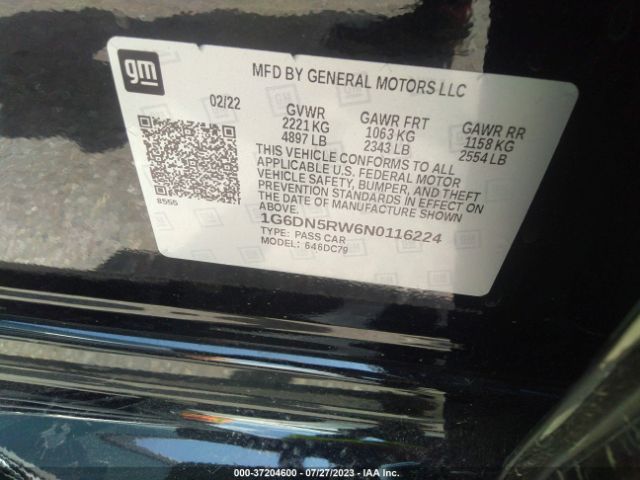 gm
MFD BY GENERAL MOTORS LLC
02/22
GVWR
2221 KG
4897 LB
GAWR FRT
1063 KG
2343 LB
GAWR RR
1158 KG
2554 LB
THIS VEHICLE CONFORMS TO ALL
APPLICABLE U.S. FEDERAL MOTOR
VEHICLE SAFETY, BUMPER, AND THEFT
PREVENTION STANDARDS IN EFFECT ON
THE DATE OF MANUFACTURE SHOWN
ABOVE.
8555
1G6DN5RW6N0116224
TYPE: PASS CAR
MODEL: 646DC79
000-37204600 / 07/27/2023 - IAA Inc.